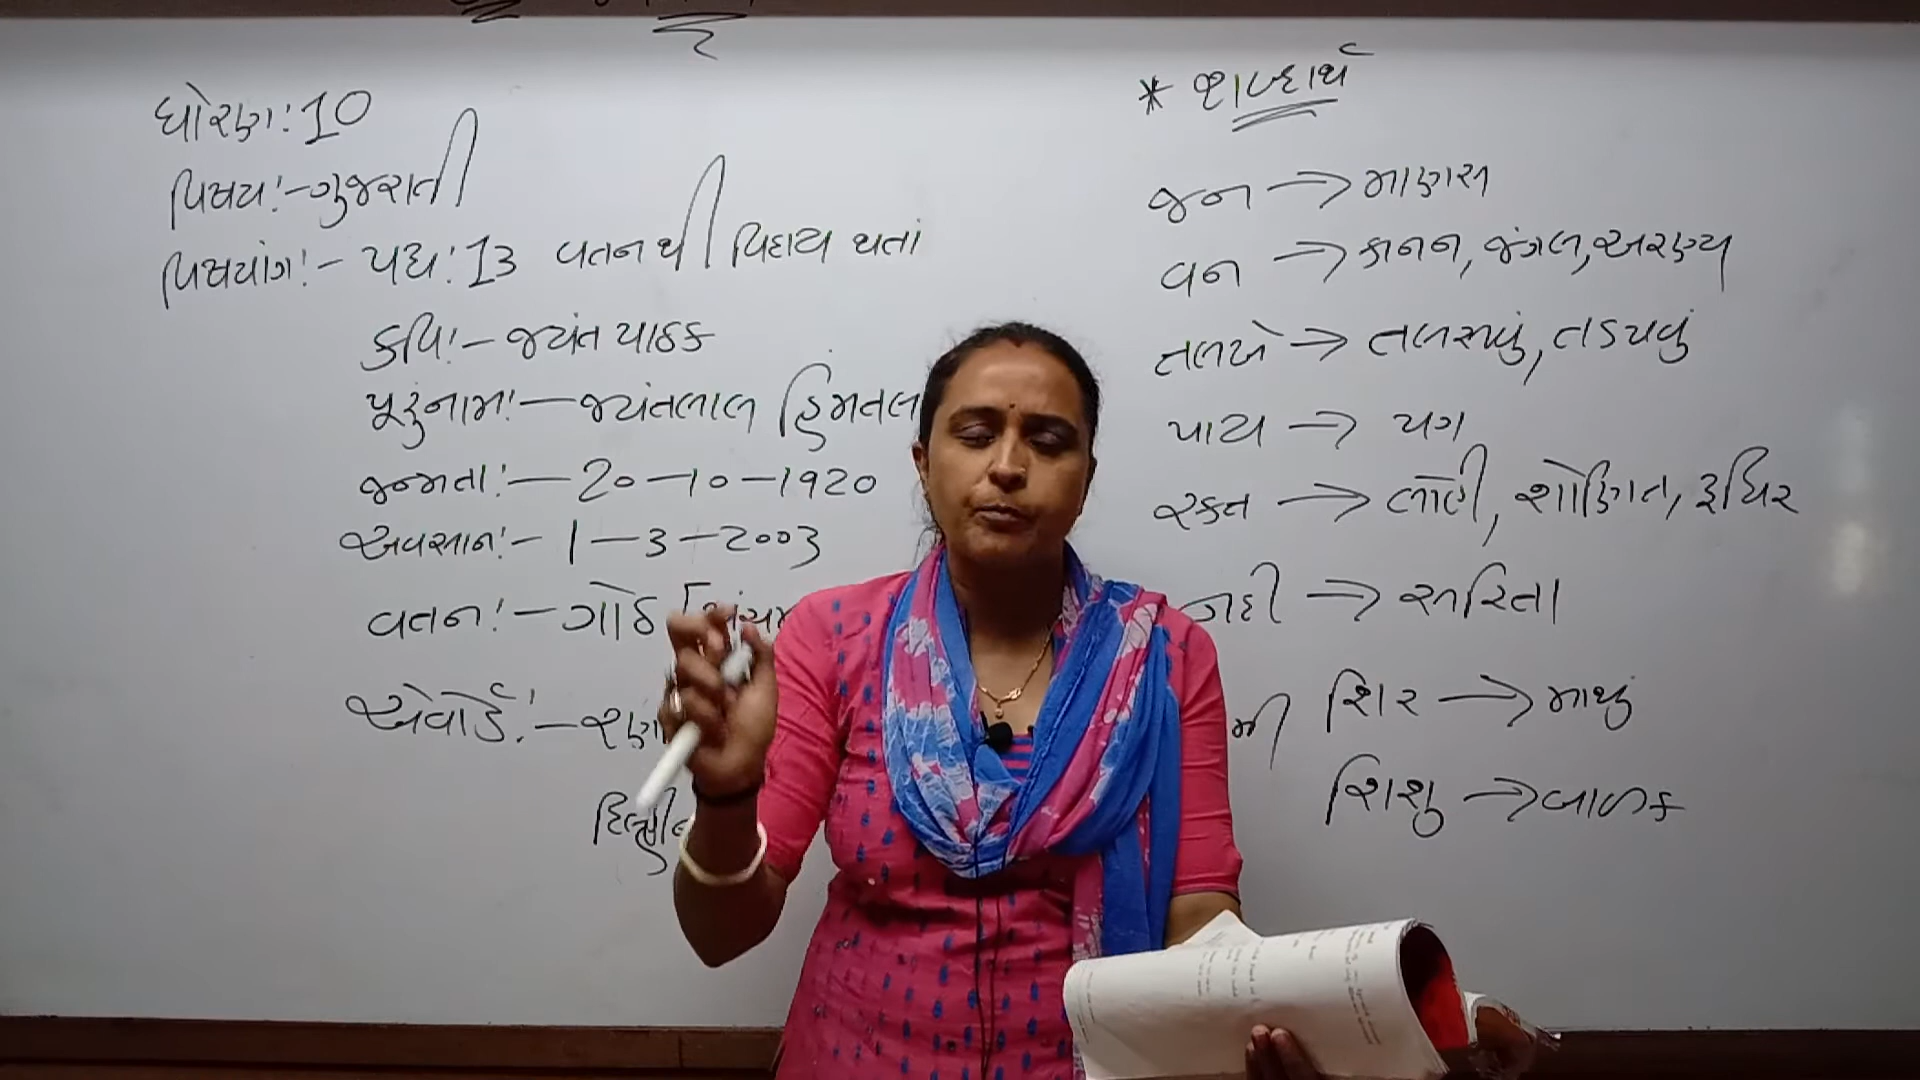 ધોરણ:10
વિષય:-ગુજરાતી
વિષયાંગ:- પદ્ય:13 વતનથી વિદાય થતાં
કવિ:- જયંત પાઠક
પૂરુંનામ:- જયંતલાલ હિંમતલ
જન્મતા:- 20-10-1920
અવસાન:- 1-3-2003
વતન:- ગોઠ
એવોર્ડ:- રણ
* શબ્દાર્થ
જન → માણસ
વન → કાનન, જંગલ, અરણ્ય
તલખે → તલસવું, તડપવું
પાય → પગ
રક્ત → લોહી, શોણિત, રુધિર
નદી → સરિતા
શિર → માથું
શિશુ → બાળક